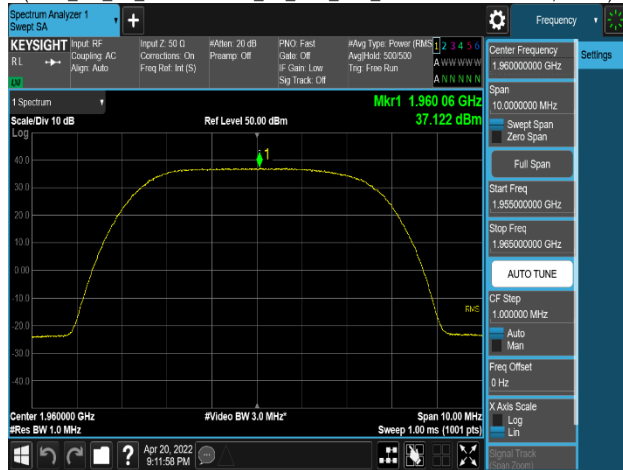 Spectrum Analyzer 1
Swept SA
Frequency
KEYSIGHT
Input: RF
Input Z: 50 Ω
#Atten: 20 dB
PNO: Fast
#Avg Type: Power (RMS
1 2 3 4 5 6
R L
Coupling: AC
Corrections: On
Preamp: Off
Gate: Off
Avg|Hold: 500/500
A W W W W W
Align: Auto
Freq Ref: Int (S)
IF Gain: Low
Trig: Free Run
Sig Track: Off
A N N N N N
LXI
1 Spectrum
Mkr1 1.960 06 GHz
Scale/Div 10 dB
Ref Level 50.00 dBm
37.122 dBm
Log
1
40.0
30.0
20.0
10.0
0.00
-10.0
RMS
-20.0
-30.0
-40.0
Center 1.960000 GHz
#Video BW 3.0 MHz*
Span 10.00 MHz
#Res BW 1.0 MHz
Sweep 1.00 ms (1001 pts)
Apr 20, 2022
9:11:58 PM
Center Frequency
1.960000000 GHz
Settings
Span
10.0000000 MHz
Swept Span
Zero Span
Full Span
Start Freq
1.955000000 GHz
Stop Freq
1.965000000 GHz
AUTO TUNE
CF Step
1.000000 MHz
Auto
Man
Freq Offset
0 Hz
X Axis Scale
Log
Lin
Signal Track
(Span Zoom)